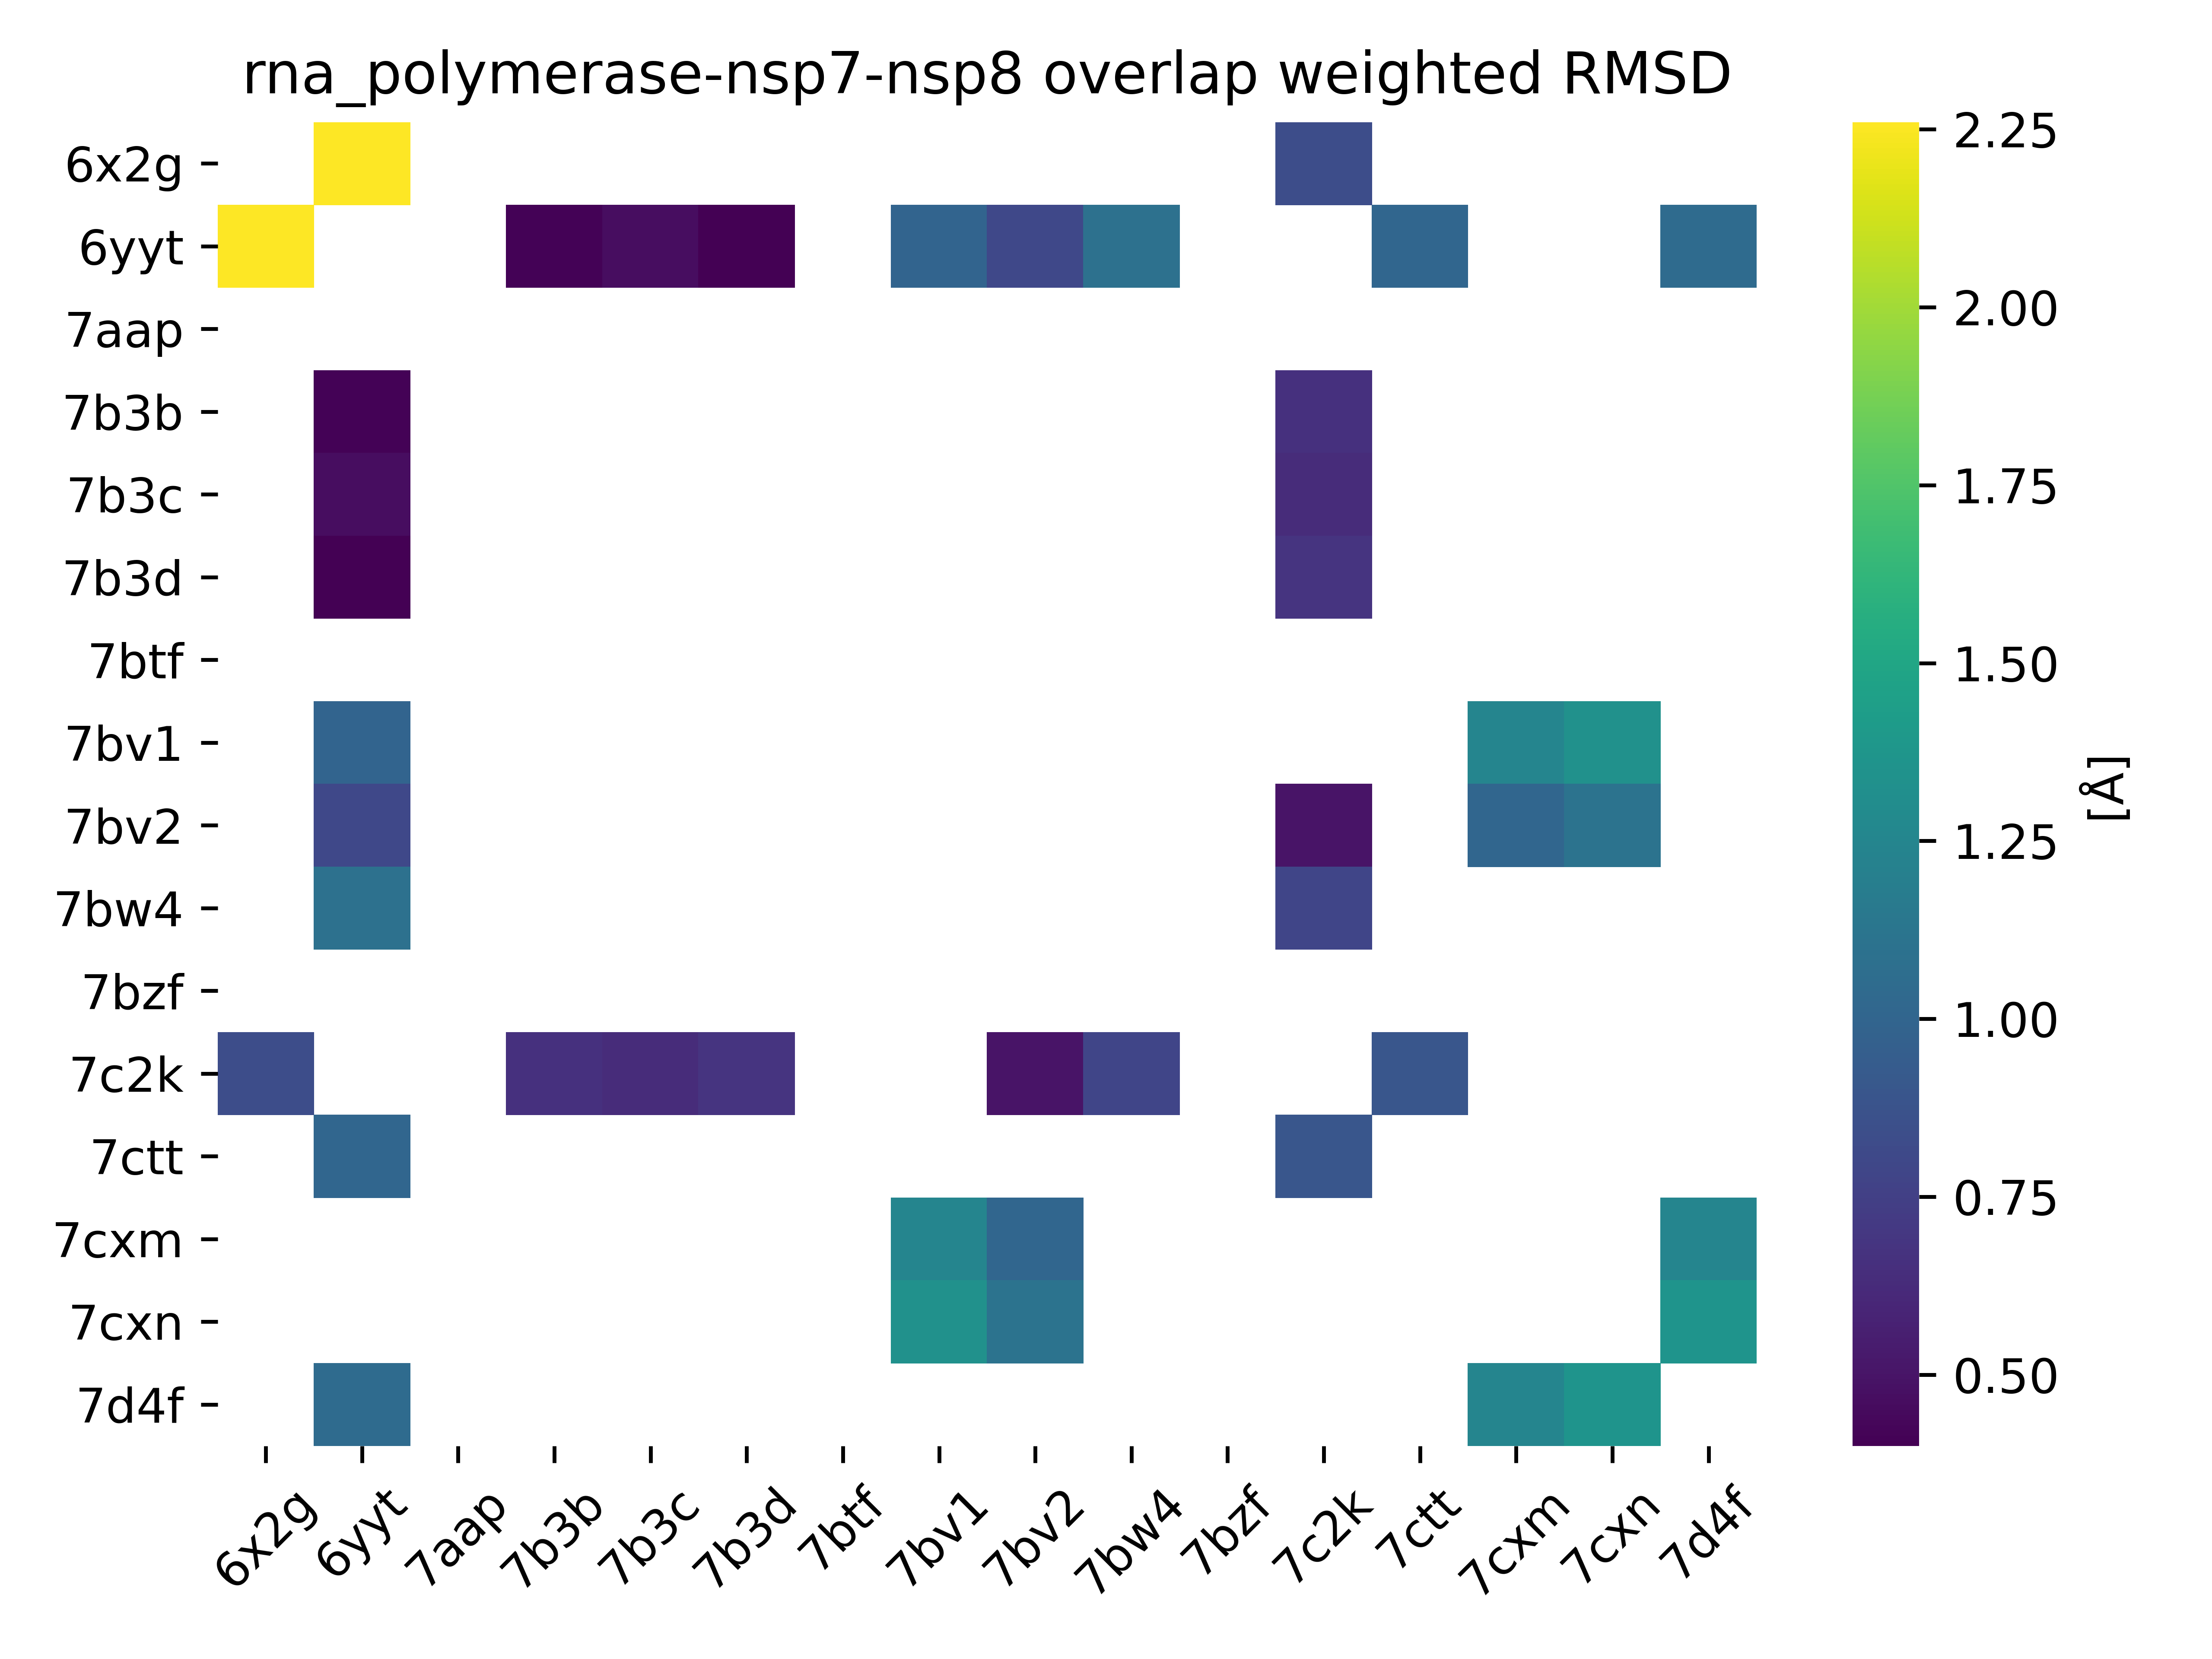 rna_polymerase-nsp7-nsp8 overlap weighted RMSD
6x2g
6yyt
7aap
7b3b
7b3c
7b3d
7btf
7bv1
7bv2
7bw4
7bzf
7c2k
7ctt
7cxm
7cxn
7d4f
6x2g 6yyt 7aap 7b3b 7b3c 7b3d 7btf 7bv1 7bv2 7bw4 7bzf 7c2k 7ctt 7cxm 7cxn 7d4f
2.25
2.00
1.75
1.50
1.25
1.00
0.75
0.50
[Å]